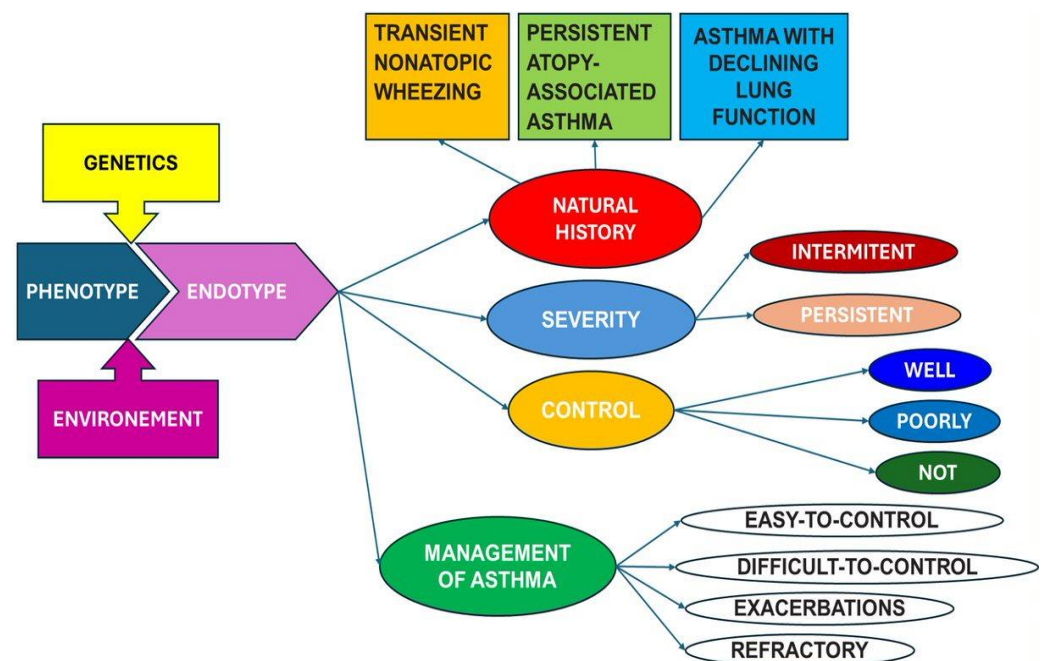 TRANSIENT
NONATOPIC
WHEEZING
PERSISTENT
ATOPY-
ASSOCIATED
ASTHMA
ASTHMA WITH
DECLINING
LUNG
FUNCTION
GENETICS
NATURAL
HISTORY
PHENOTYPE
ENDOTYPE
INTERMITENT
SEVERITY
PERSISTENT
ENVIRONEMENT
CONTROL
WELL
POORLY
NOT
MANAGEMENT
OF ASTHMA
EASY-TO-CONTROL
DIFFICULT-TO-CONTROL
EXACERBATIONS
REFRACTORY